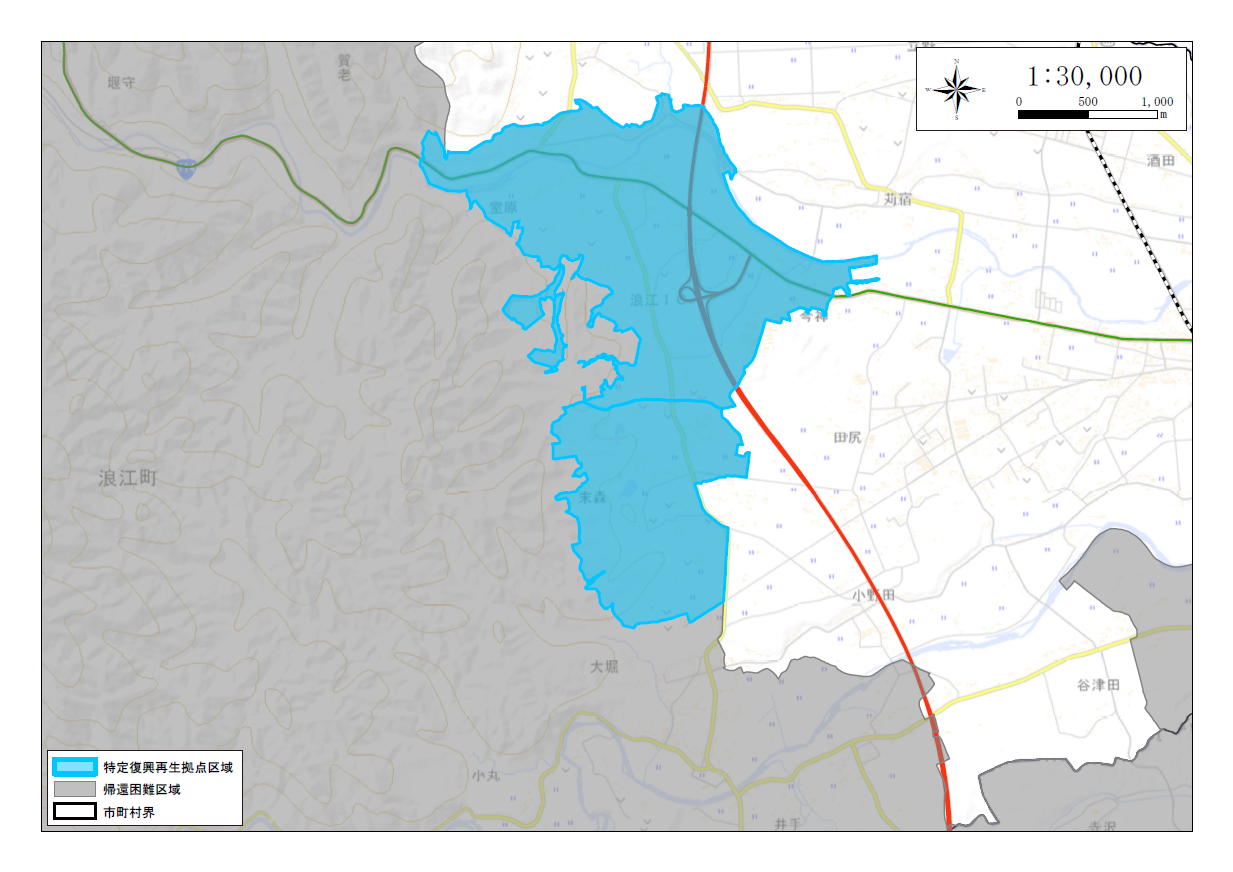 賀老
堰守
N
W
E
S
1:30,000
0 500 1,000
m
酒田
苅宿
室原
浪江I
今神
田尻
浪江町
末森
小野田
大堀
谷津田
小丸
井手
寺沢
特定復興再生拠点区域
帰還困難区域
市町村界